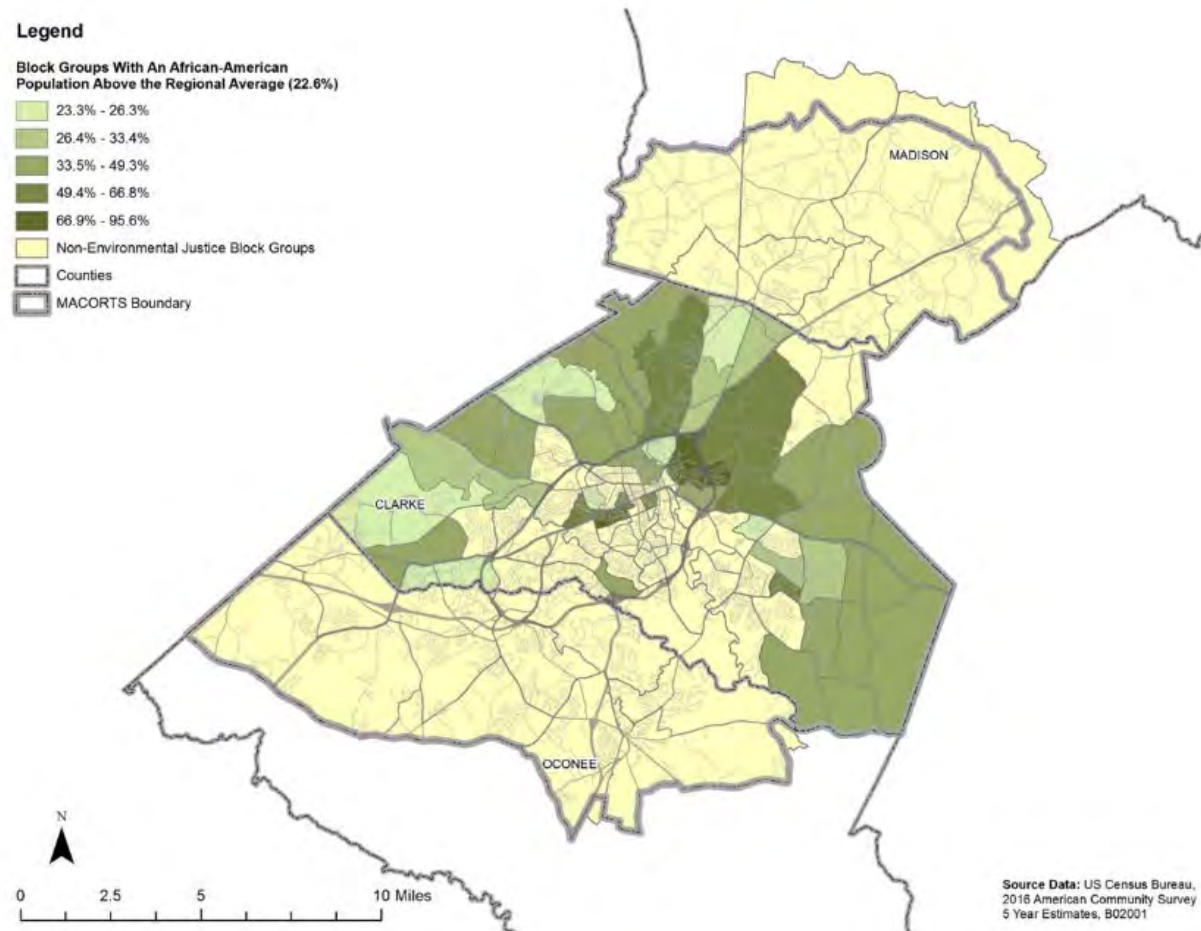 Legend
Block Groups With An African-American
Population Above the Regional Average (22.6%)
23.3% - 26.3%
26.4% - 33.4%
33.5% - 49.3%
49.4% - 66.8%
66.9% - 95.6%
Non-Environmental Justice Block Groups
Counties
MACORTS Boundary
MADISON
CLARKE
OCONEE
N
0 2.5 5 10 Miles
Source Data: US Census Bureau,
2016 American Community Survey
5 Year Estimates, B02001